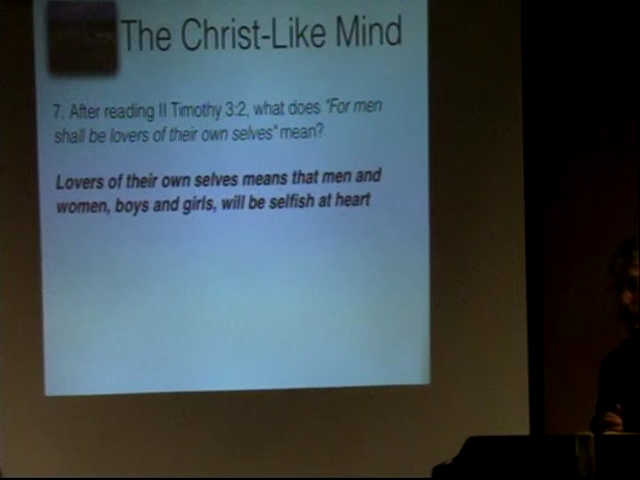 The Christ-Like Mind
7. After reading II Timothy 3:2, what does "For men
shall be lovers of their own selves" mean?
Lovers of their own selves means that men and
women, boys and girls, will be selfish at heart